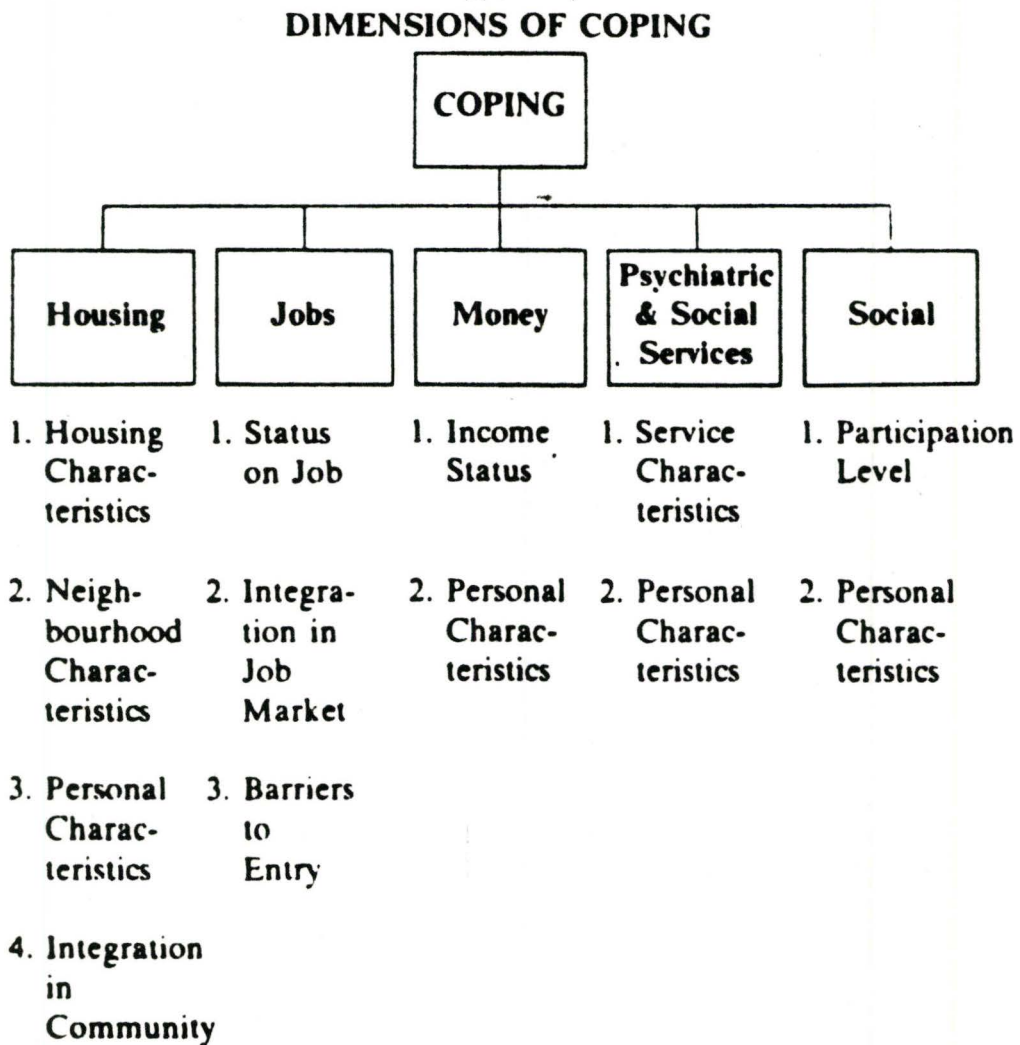 DIMENSIONS OF COPING
COPING
Housing
Jobs
Money
Psychiatric
& Social
Services
Social
1. Housing
Charac-
teristics
2. Neigh-
bourhood
Charac-
teristics
3. Personal
Charac-
teristics
4. Integration
in
Community
1. Status
on Job
2. Integra-
tion in
Job
Market
3. Barriers
to
Entry
1. Income
Status
2. Personal
Charac-
teristics
1. Service
Charac-
teristics
2. Personal
Charac-
teristics
1. Participation
Level
2. Personal
Charac-
teristics